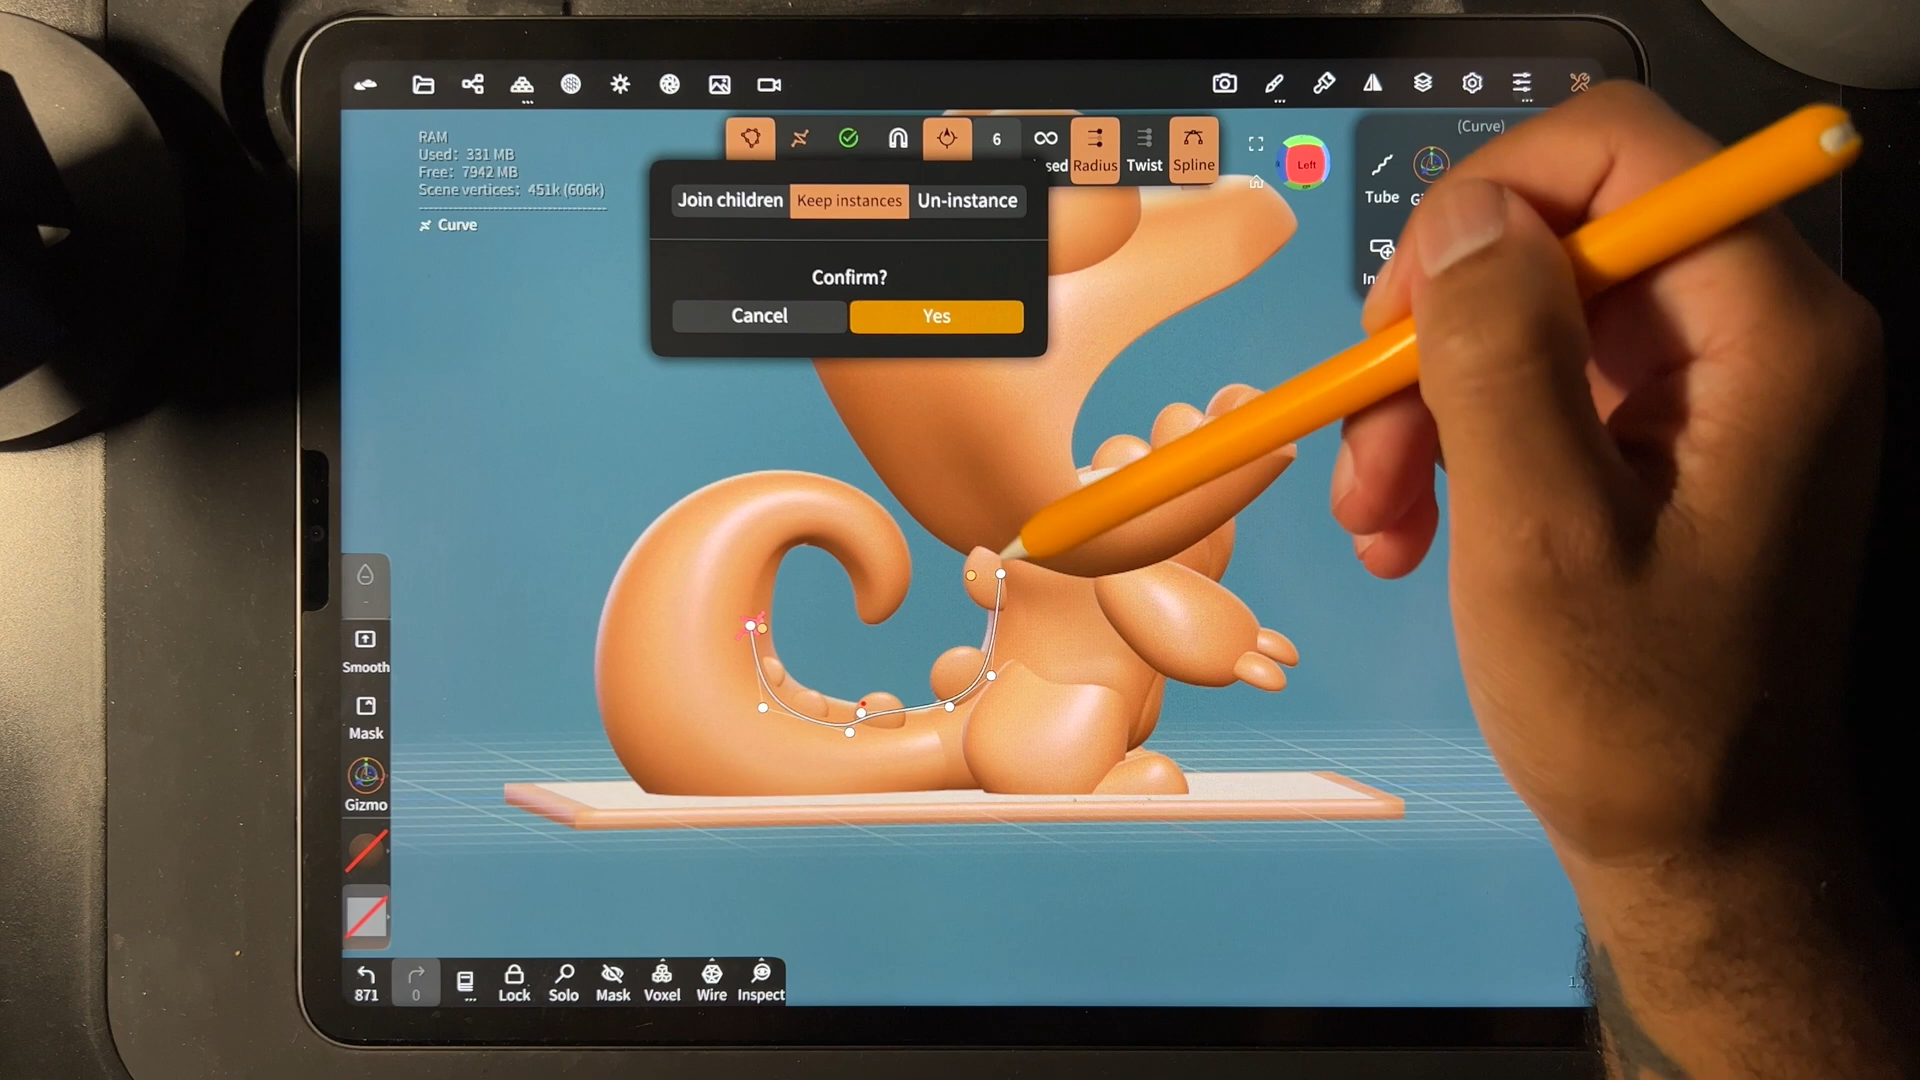 RAM
Used: 331 MB
Free: 7942 MB
Scene vertices: 451k (606k)
Curve
6
sed
Radius
Twist
Spline
Left
(Curve)
Tube
Join children
Keep instances
Un-instance
Confirm?
Cancel
Yes
Smooth
Mask
Gizmo
871
0
Lock
Solo
Mask
Voxel
Wire
Inspect